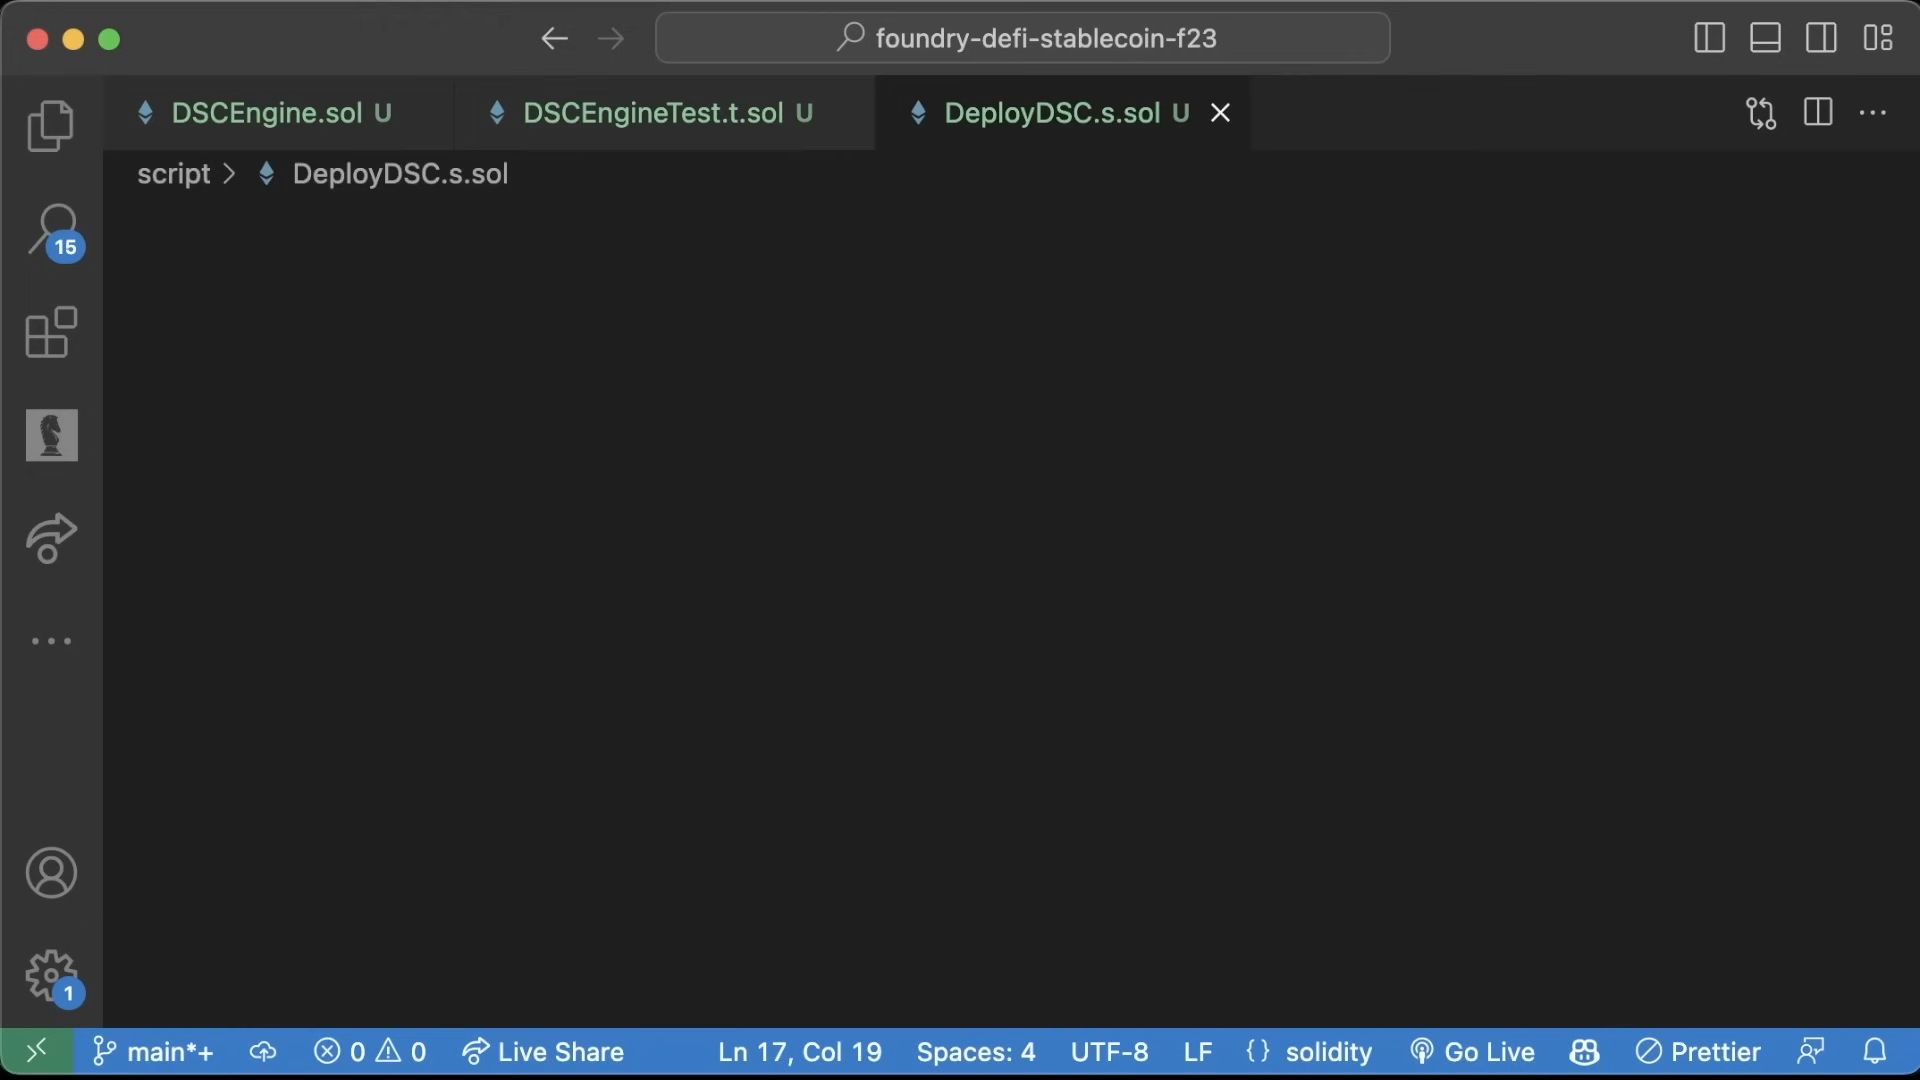 foundry-defi-stablecoin-f23
DSCEngine.sol U
DSCEngineTest.t.sol U
DeployDSC.s.sol U
script > DeployDSC.s.sol
15
1
main*+
0
0
Live Share
Ln 17, Col 19
Spaces: 4
UTF-8
LF
{} solidity
Go Live
Prettier